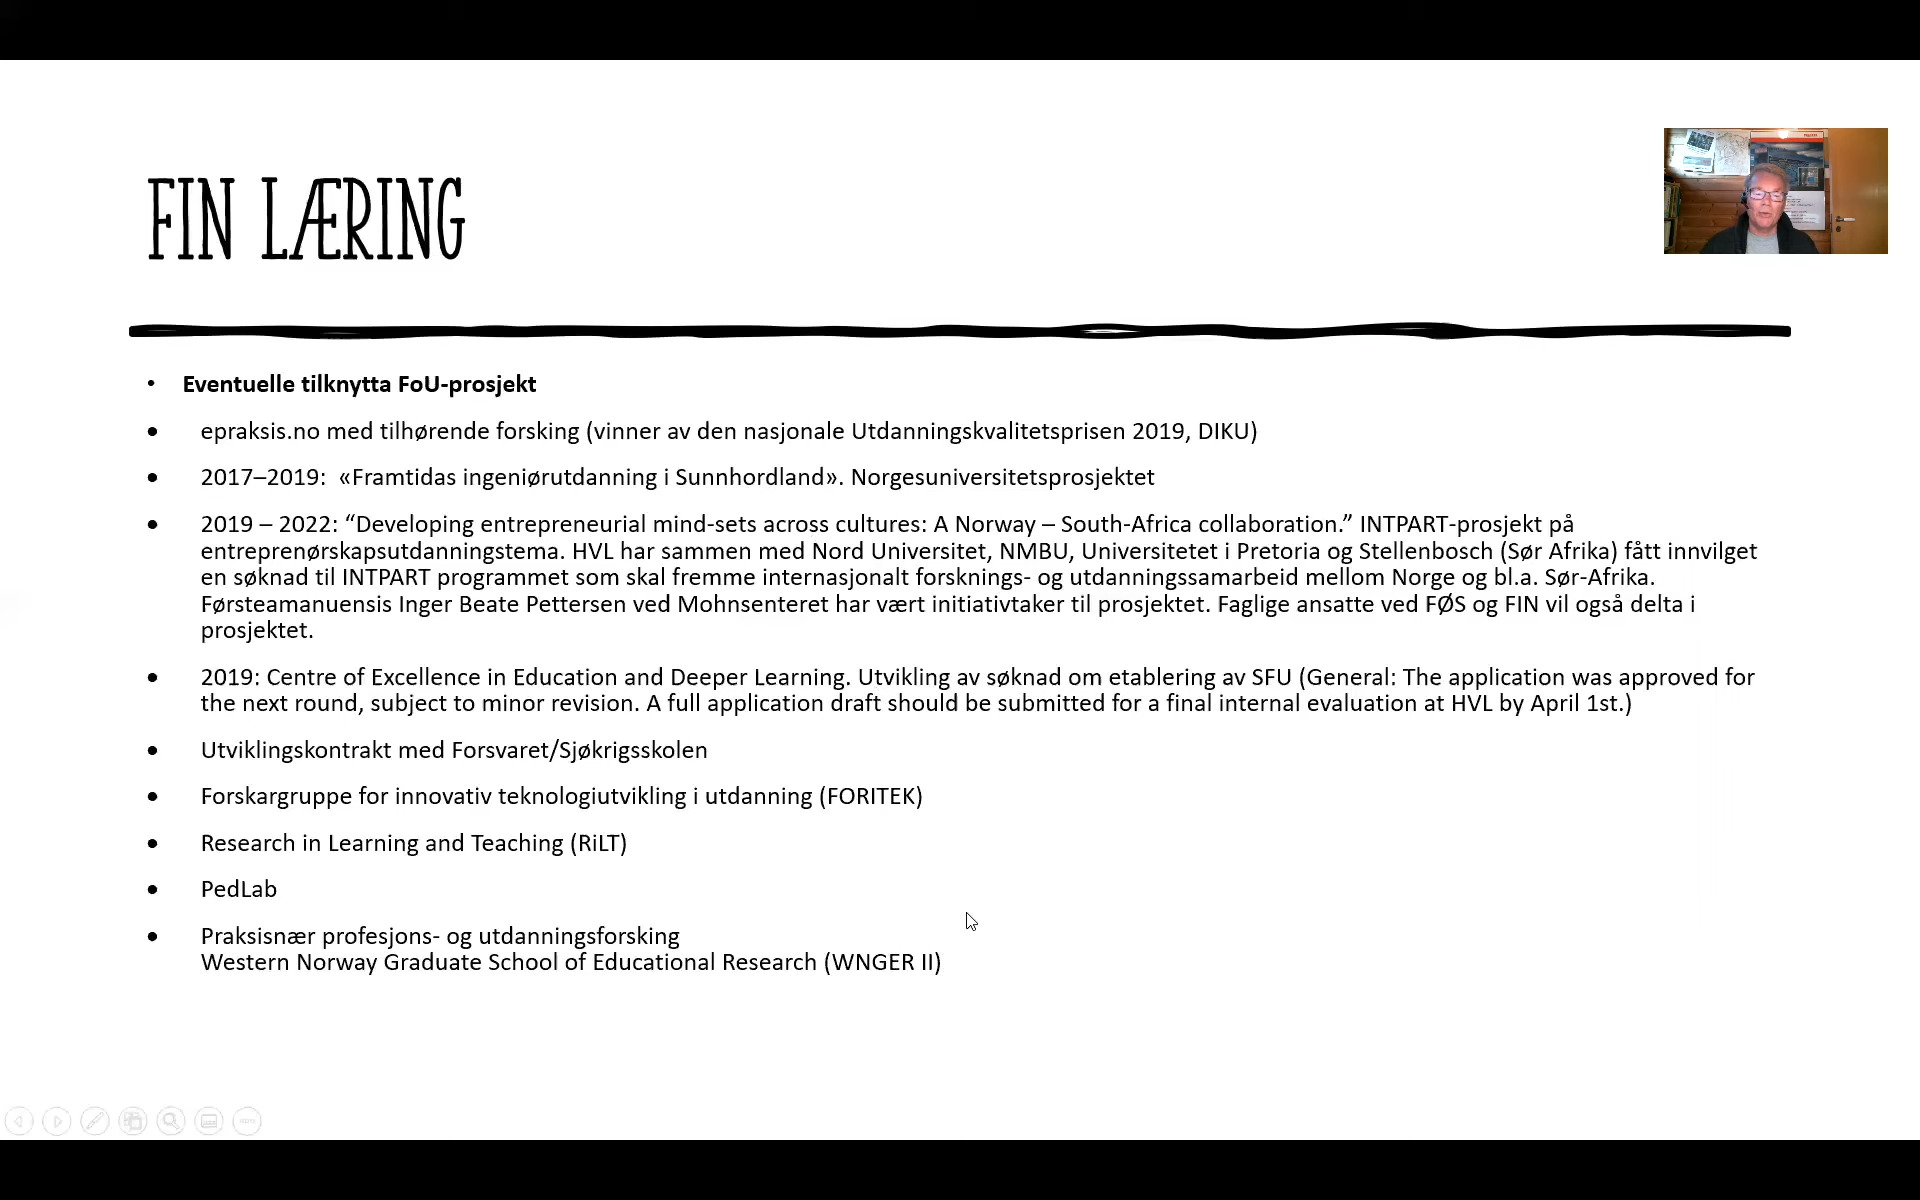 FIN LÆRING
• Eventuelle tilknytta FoU-prosjekt
• epraksis.no med tilhørende forsking (vinner av den nasjonale Utdanningskvalitetsprisen 2019, DIKU)
• 2017–2019: «Framtidas ingeniørutdanning i Sunnhordland». Norgesuniversitetsprosjektet
• 2019 – 2022: “Developing entrepreneurial mind-sets across cultures: A Norway – South-Africa collaboration.” INTPART-prosjekt på
entreprenørskapsutdanningstema. HVL har sammen med Nord Universitet, NMBU, Universitetet i Pretoria og Stellenbosch (Sør Afrika) fått innvilget
en søknad til INTPART programmet som skal fremme internasjonalt forsknings- og utdanningssamarbeid mellom Norge og bl.a. Sør-Afrika.
Førsteamanuensis Inger Beate Pettersen ved Mohnsenteret har vært initiativtaker til prosjektet. Faglige ansatte ved FØS og FIN vil også delta i
prosjektet.
• 2019: Centre of Excellence in Education and Deeper Learning. Utvikling av søknad om etablering av SFU (General: The application was approved for
the next round, subject to minor revision. A full application draft should be submitted for a final internal evaluation at HVL by April 1st.)
• Utviklingskontrakt med Forsvaret/Sjøkrigsskolen
• Forskargruppe for innovativ teknologiutvikling i utdanning (FORITEK)
• Research in Learning and Teaching (RiLT)
• PedLab
• Praksisnær profesjons- og utdanningsforsking
Western Norway Graduate School of Educational Research (WNGER II)